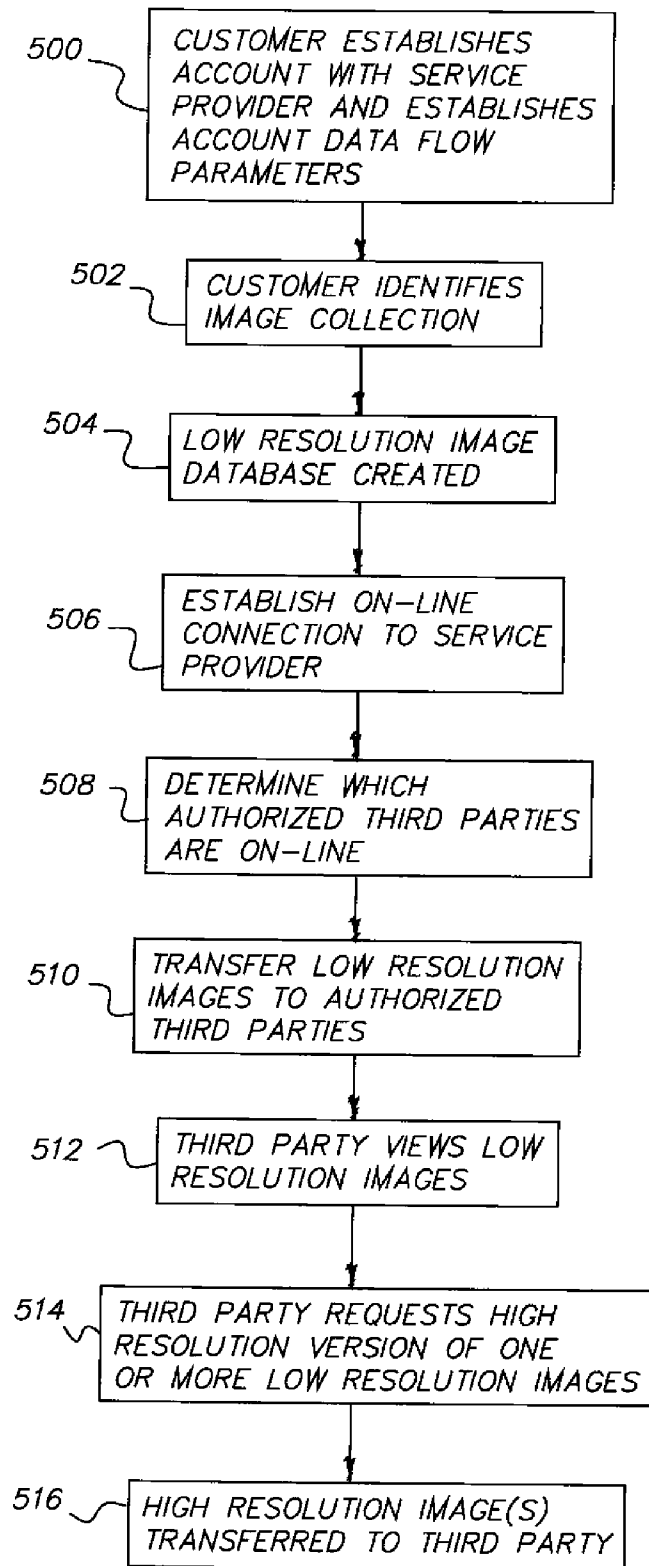 500
CUSTOMER ESTABLISHES
ACCOUNT WITH SERVICE
PROVIDER AND ESTABLISHES
ACCOUNT DATA FLOW
PARAMETERS
502
CUSTOMER IDENTIFIES
IMAGE COLLECTION
504
LOW RESOLUTION IMAGE
DATABASE CREATED
506
ESTABLISH ON-LINE
CONNECTION TO SERVICE
PROVIDER
508
DETERMINE WHICH
AUTHORIZED THIRD PARTIES
ARE ON-LINE
510
TRANSFER LOW RESOLUTION
IMAGES TO AUTHORIZED
THIRD PARTIES
512
THIRD PARTY VIEWS LOW
RESOLUTION IMAGES
514
THIRD PARTY REQUESTS HIGH
RESOLUTION VERSION OF ONE
OR MORE LOW RESOLUTION IMAGES
516
HIGH RESOLUTION IMAGE(S)
TRANSFERRED TO THIRD PARTY